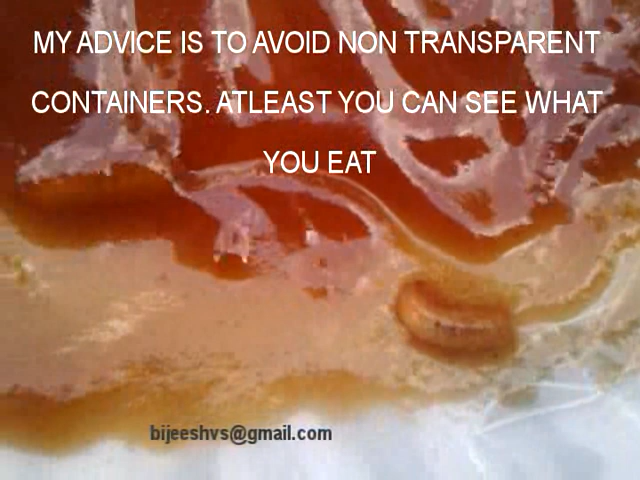 MY ADVICE IS TO AVOID NON TRANSPARENT
CONTAINERS. ATLEAST YOU CAN SEE WHAT
YOU EAT
bijeeshvs@gmail.com